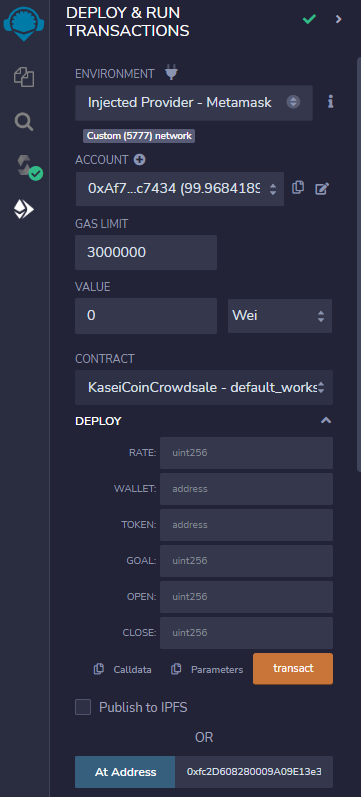 DEPLOY & RUN
TRANSACTIONS
ENVIRONMENT
Injected Provider - Metamask
Custom (5777) network
ACCOUNT
0xAf7...c7434 (99.9684189
GAS LIMIT
3000000
VALUE
0 Wei
CONTRACT
KaseiCoinCrowdsale - default_works
DEPLOY
RATE: uint256
WALLET: address
TOKEN: address
GOAL: uint256
OPEN: uint256
CLOSE: uint256
Calldata Parameters transact
Publish to IPFS
OR
At Address 0xfc2D608280009A09E13e3